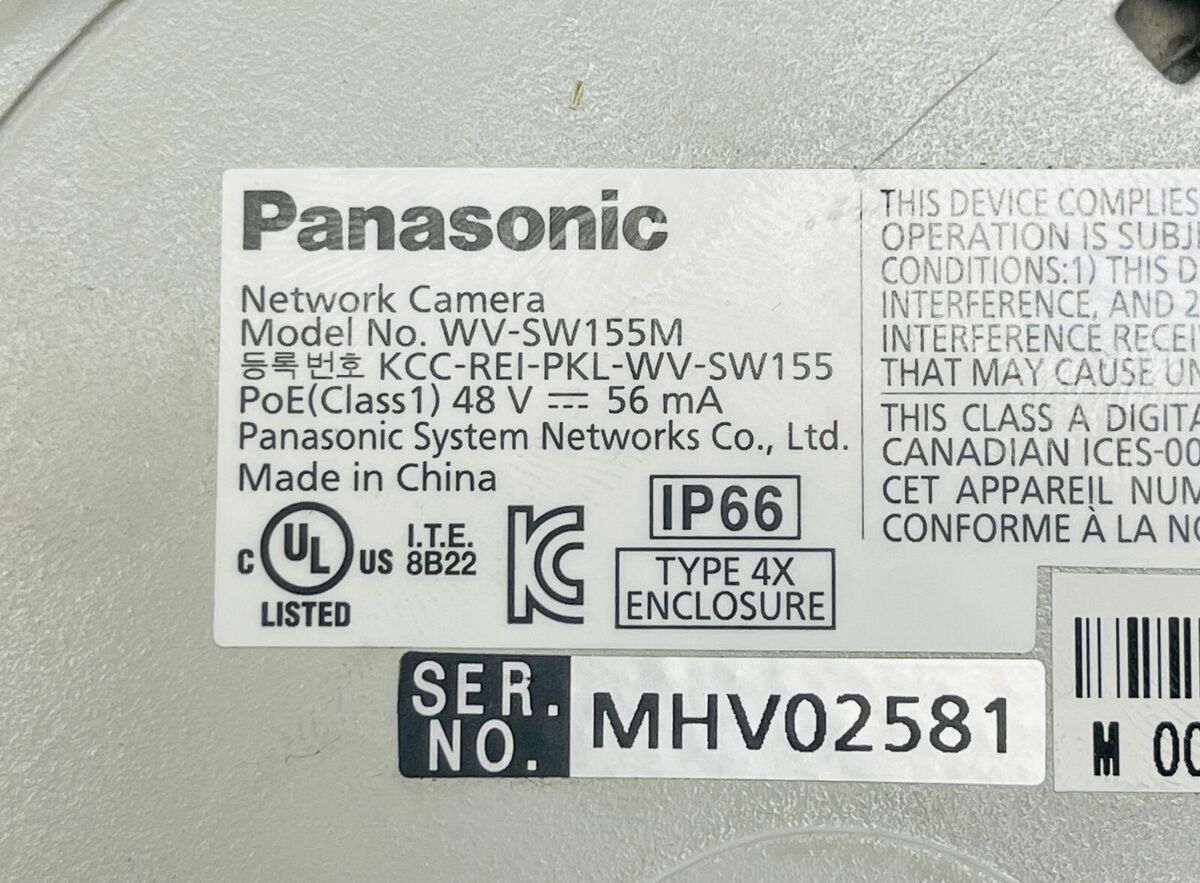 Panasonic
Network Camera
Model No. WV-SW155M
등록번호 KCC-REI-PKL-WV-SW155
PoE(Class1) 48 V ⎓ 56 mA
Panasonic System Networks Co., Ltd.
Made in China
C UL US LISTED
I.T.E.
8B22
KC
IP66
TYPE 4X
ENCLOSURE
THIS DEVICE COMPLIES
OPERATION IS SUBJE
CONDITIONS:1) THIS D
INTERFERENCE, AND 2
INTERFERENCE RECEI
THAT MAY CAUSE UN
THIS CLASS A DIGITA
CANADIAN ICES-00
CET APPAREIL NUM
CONFORME À LA NO
SER.
NO.
MHV02581
M 00